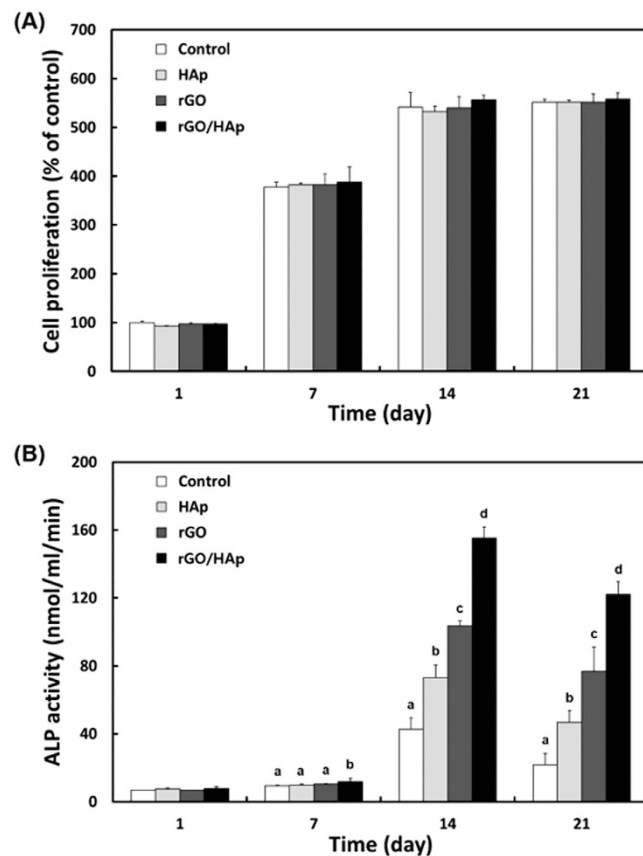 (A)
700
600
500
400
300
200
100
0
Cell proliferation (% of control)
Control
HAp
rGO
rGO/HAp
1 7 14 21
Time (day)
(B)
200
160
120
80
40
0
ALP activity (nmol/ml/min)
Control
HAp
rGO
rGO/HAp
a a a b
a b c d
a b c d
1 7 14 21
Time (day)